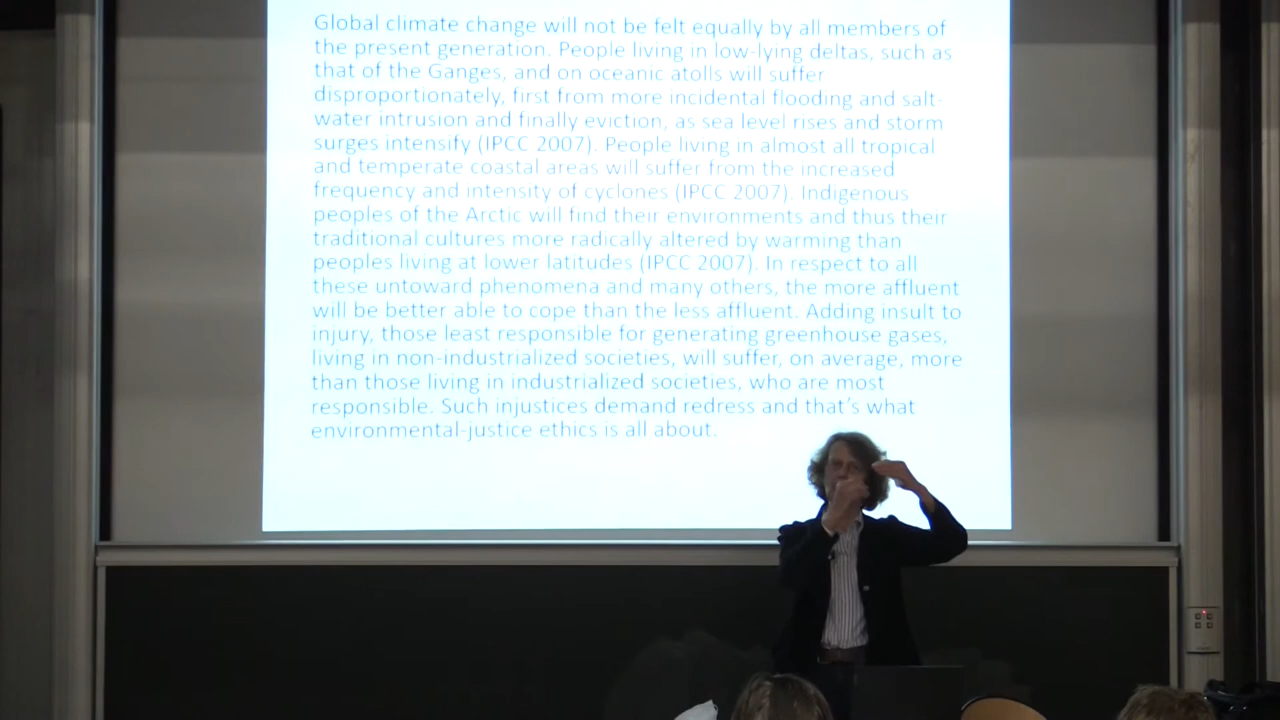 Global climate change will not be felt equally by all members of
the present generation. People living in low-lying deltas, such as
that of the Ganges, and on oceanic atolls will suffer
disproportionately, first from more incidental flooding and salt-
water intrusion and finally eviction, as sea level rises and storm
surges intensify (IPCC 2007). People living in almost all tropical
and temperate coastal areas will suffer from the increased
frequency and intensity of cyclones (IPCC 2007). Indigenous
peoples of the Arctic will find their environments and thus their
traditional cultures more radically altered by warming than
peoples living at lower latitudes (IPCC 2007). In respect to all
these untoward phenomena and many others, the more affluent
will be better able to cope than the less affluent. Adding insult to
injury, those least responsible for generating greenhouse gases,
living in non-industrialized societies, will suffer, on average, more
than those living in industrialized societies, who are most
responsible. Such injustices demand redress and that's what
environmental-justice ethics is all about.